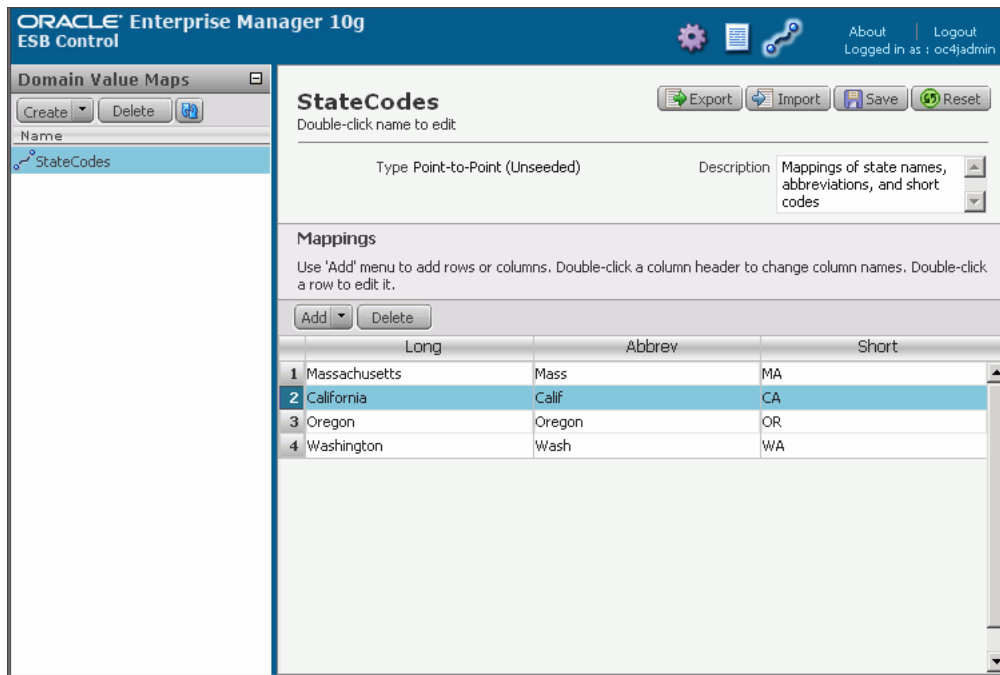 ORACLE Enterprise Manager 10g
ESB Control
About | Logout
Logged in as : oc4jadmin
Domain Value Maps
Create Delete
Name
StateCodes
StateCodes
Double-click name to edit
Export Import Save Reset
Type Point-to-Point (Unseeded)
Description Mappings of state names,
abbreviations, and short
codes
Mappings
Use 'Add' menu to add rows or columns. Double-click a column header to change column names. Double-click
a row to edit it.
Add Delete
Long Abbrev Short
1 Massachusetts Mass MA
2 California Calif CA
3 Oregon Oregon OR
4 Washington Wash WA